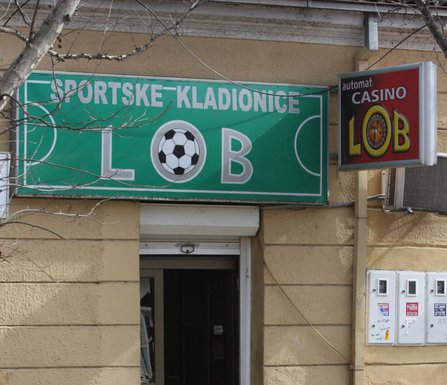 SPORTSKE KLADIONICE
LOB
automat
CASINO
LOB